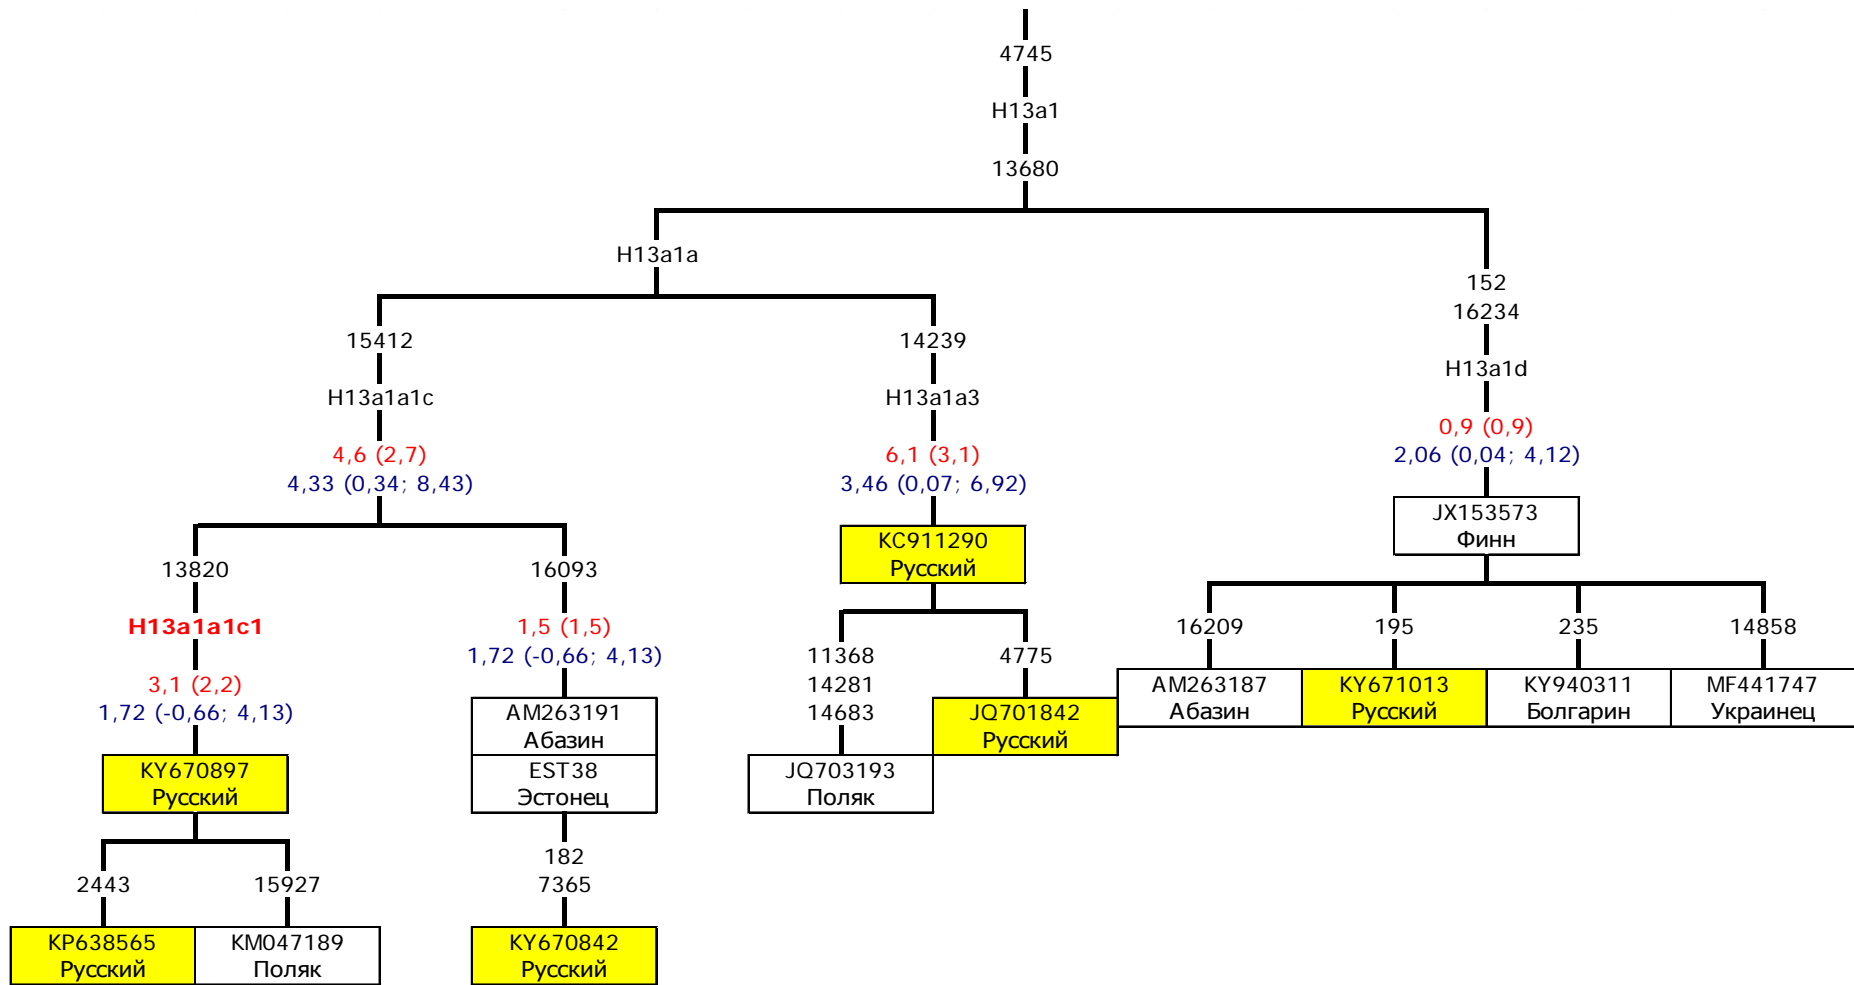 4745
H13a1
13680
H13a1a
15412
H13a1a1c
4,6 (2,7)
4,33 (0,34; 8,43)
13820
H13a1a1c1
3,1 (2,2)
1,72 (-0,66; 4,13)
KY670897
Русский
2443
KP638565
Русский
15927
KM047189
Поляк
16093
1,5 (1,5)
1,72 (-0,66; 4,13)
AM263191
Абазин
EST38
Эстонец
182
7365
KY670842
Русский
14239
H13a1a3
6,1 (3,1)
3,46 (0,07; 6,92)
KC911290
Русский
11368
14281
14683
JQ703193
Поляк
4775
JQ701842
Русский
152
16234
H13a1d
0,9 (0,9)
2,06 (0,04; 4,12)
JX153573
Финн
16209
AM263187
Абазин
195
KY671013
Русский
235
KY940311
Болгарин
14858
MF441747
Украинец